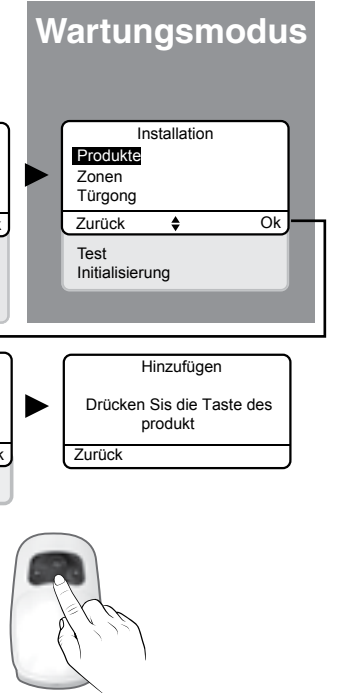 Wartungsmodus
Installation
Produkte
Zonen
Türgong
Zurück Ok
Test
Initialisierung
Hinzufügen
Drücken Sis die Taste des
produkt
Zurück